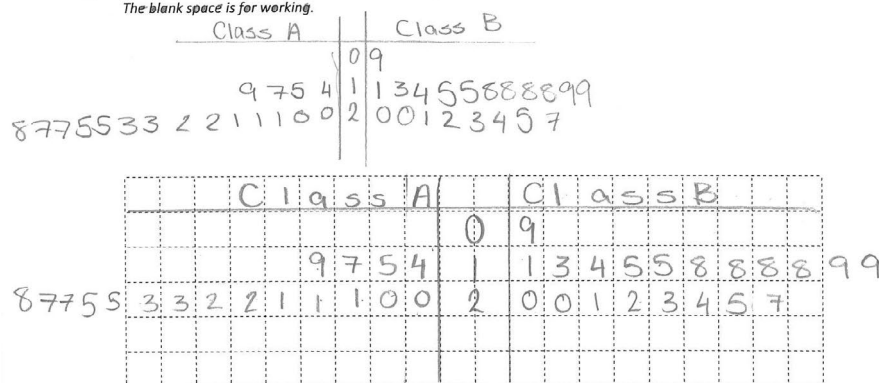 The blank space is for working.
Class A Class B
0 9
9 7 5 4 1 1 3 4 5 5 8 8 8 8 9 9
8 7 7 5 5 3 3 2 2 1 1 1 0 0 2 0 0 1 2 3 4 5 7
Class A Class B
0 9
9 7 5 4 1 1 3 4 5 5 8 8 8 8 9 9
8 7 7 5 5 3 3 2 2 1 1 1 0 0 2 0 0 1 2 3 4 5 7